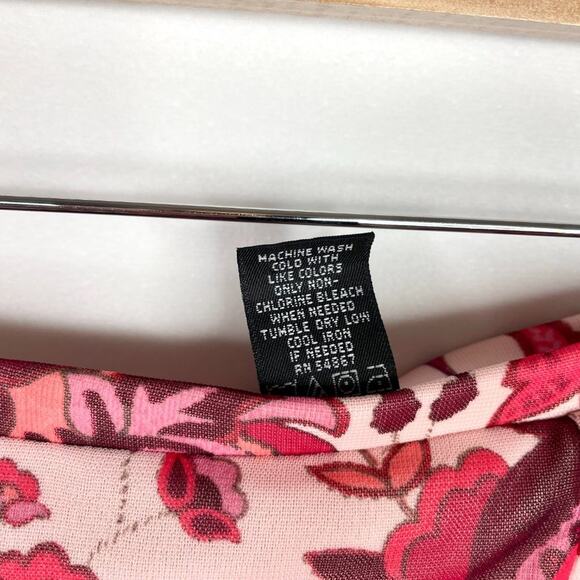 MACHINE WASH
COLD WITH
LIKE COLORS
ONLY NON-
CHLORINE BLEACH
WHEN NEEDED
TUMBLE DRY LOW
COOL IRON
IF NEEDED
RN 54867